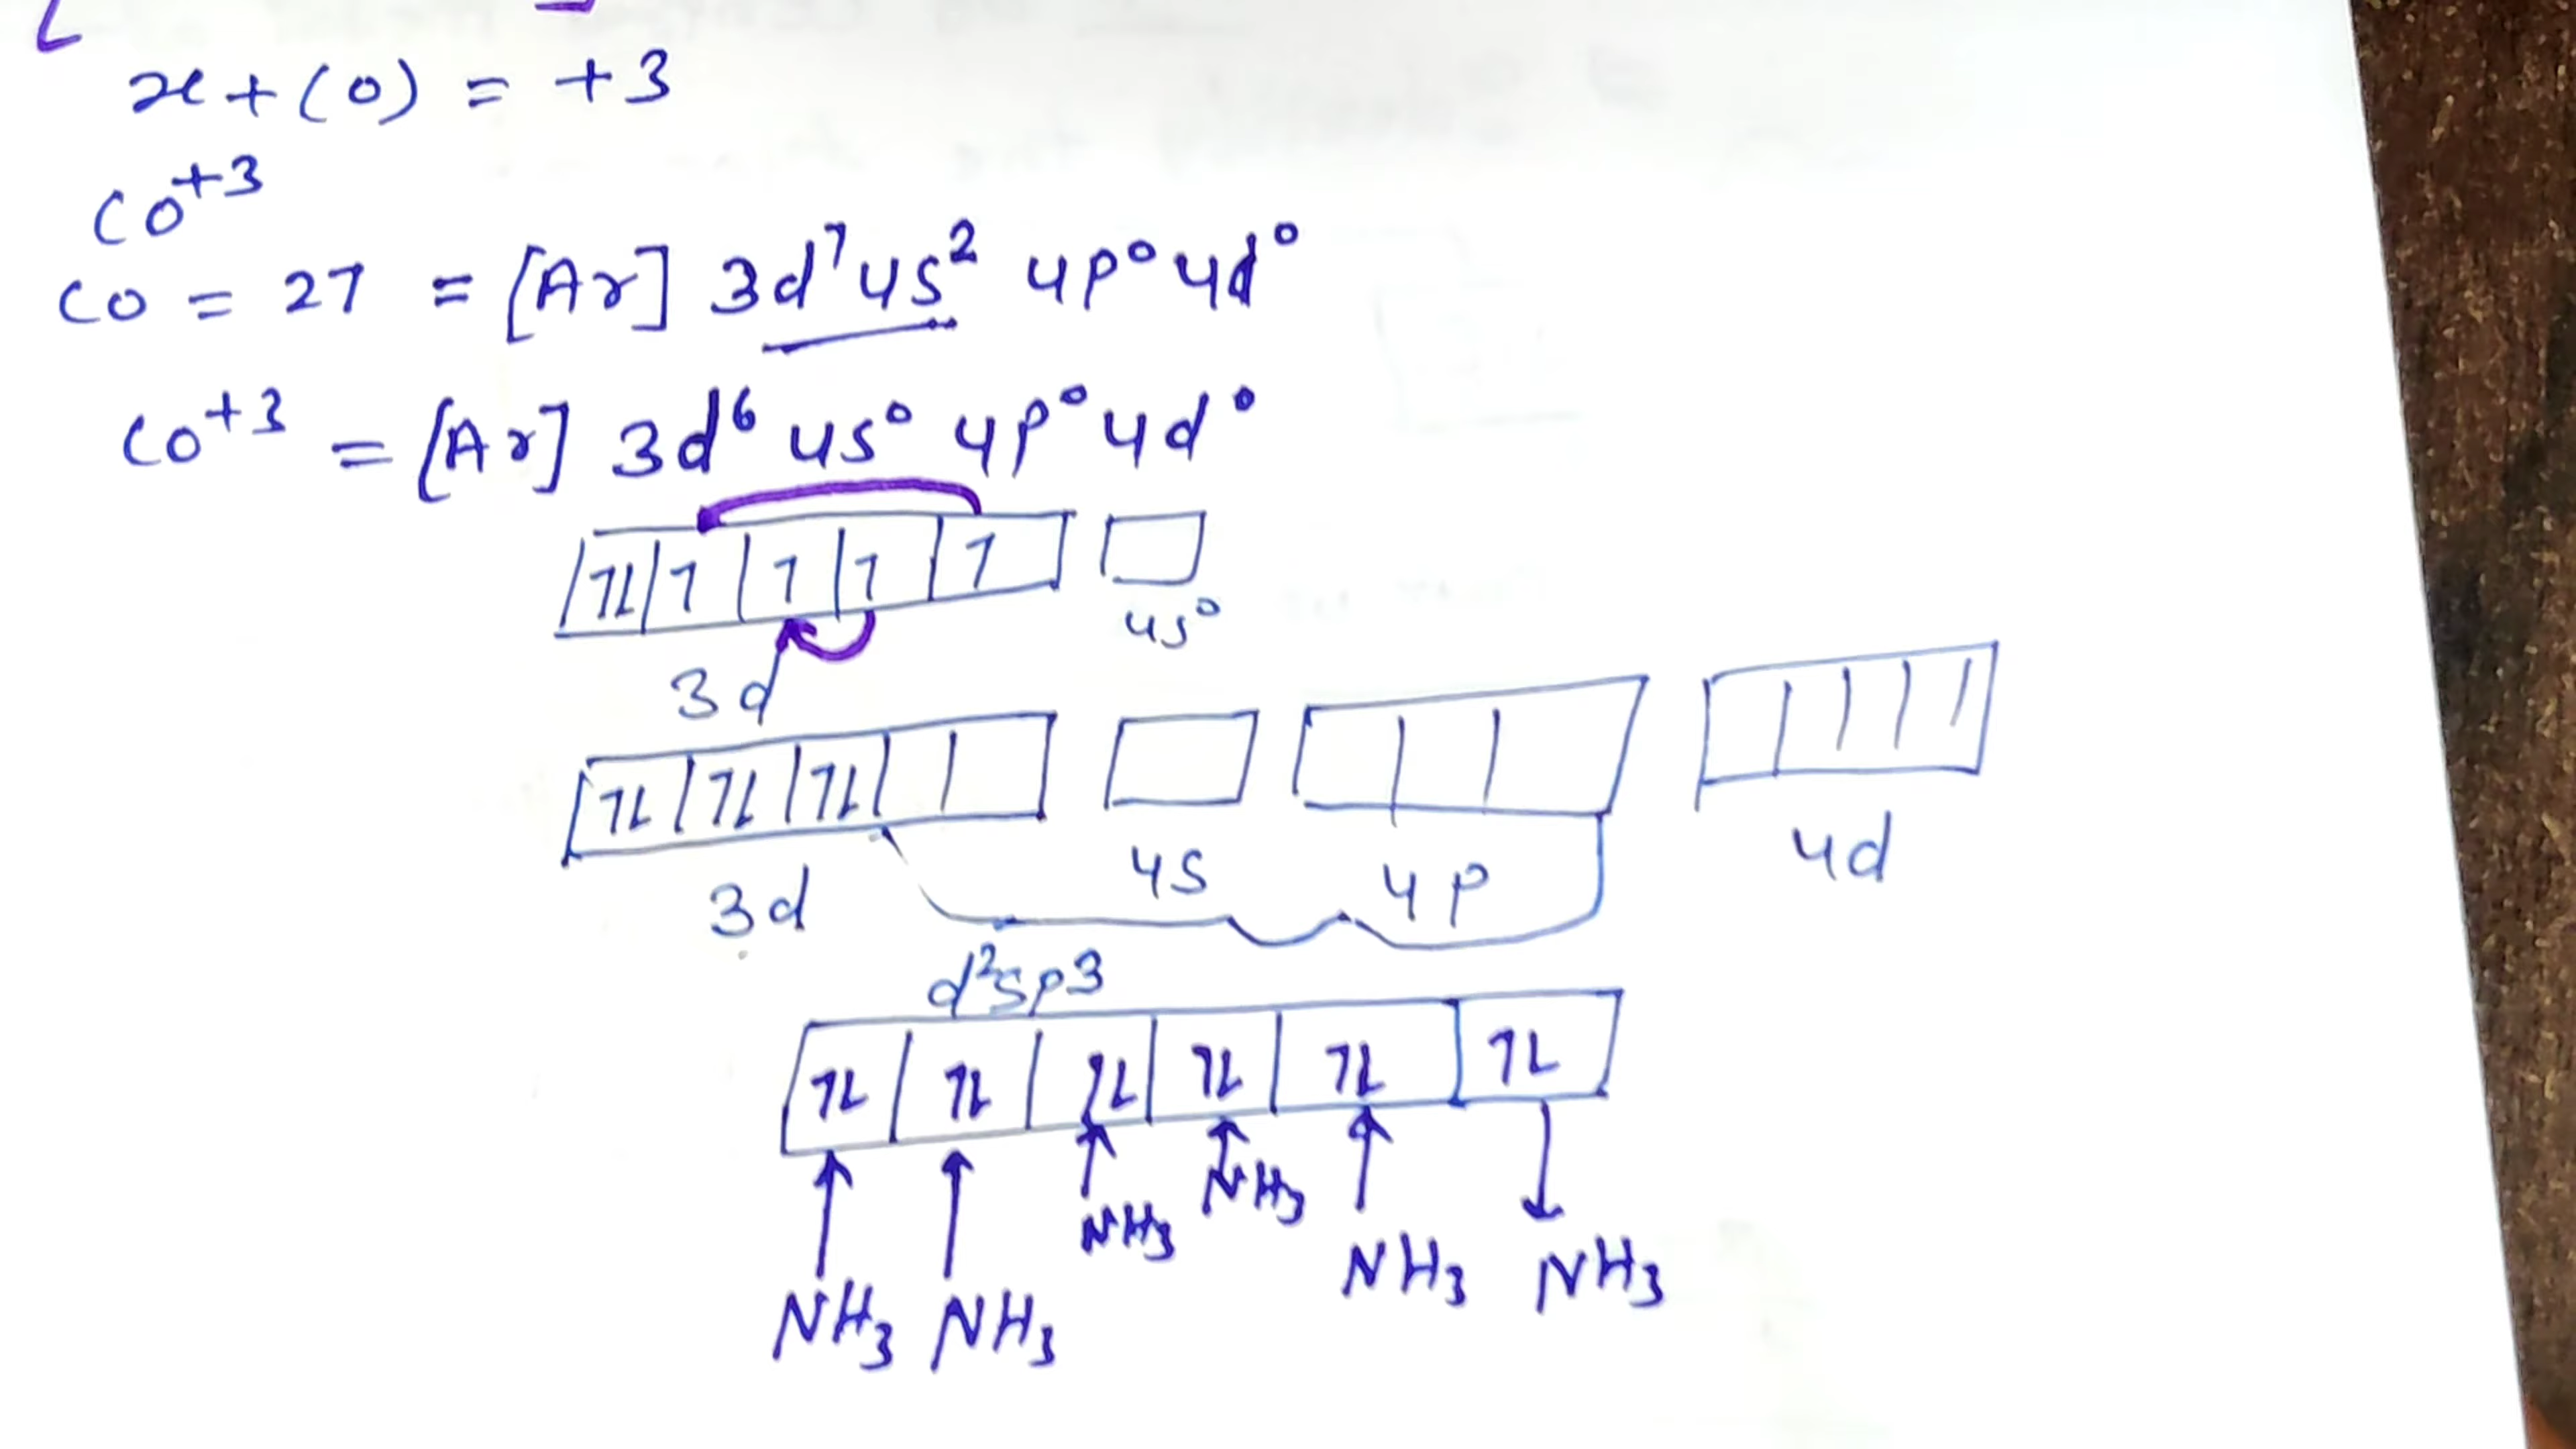 x + (0) = +3
Co⁺³
Co = 27 = [Ar] 3d⁷ 4s² 4p⁰ 4d⁰
Co⁺³ = [Ar] 3d⁶ 4s⁰ 4p⁰ 4d⁰
1L 1 1 1 1
4s⁰
3d
1L 1L 1L
3d 4s 4p 4d
d²sp3
1L 1L 1L 1L 1L 1L
NH₃ NH₃ NH₃ NH₃ NH₃ NH₃